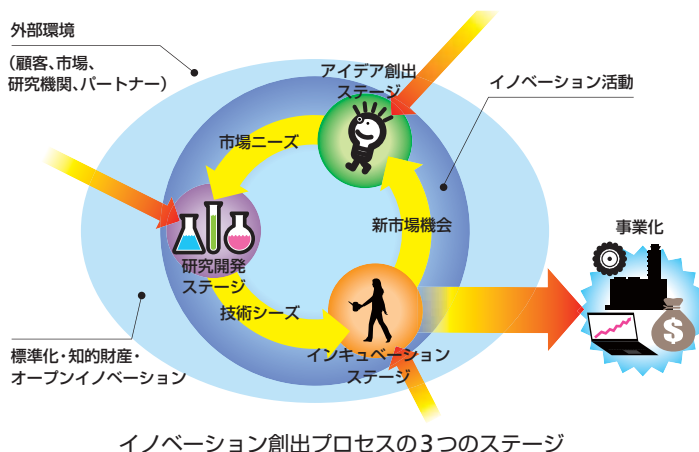 外部環境
(顧客、市場、
研究機関、パートナー)
アイデア創出
ステージ
イノベーション活動
市場ニーズ
新市場機会
事業化
研究開発
ステージ
技術シーズ
インキュベーション
ステージ
標準化・知的財産・
オープンイノベーション
$
イノベーション創出プロセスの3つのステージ